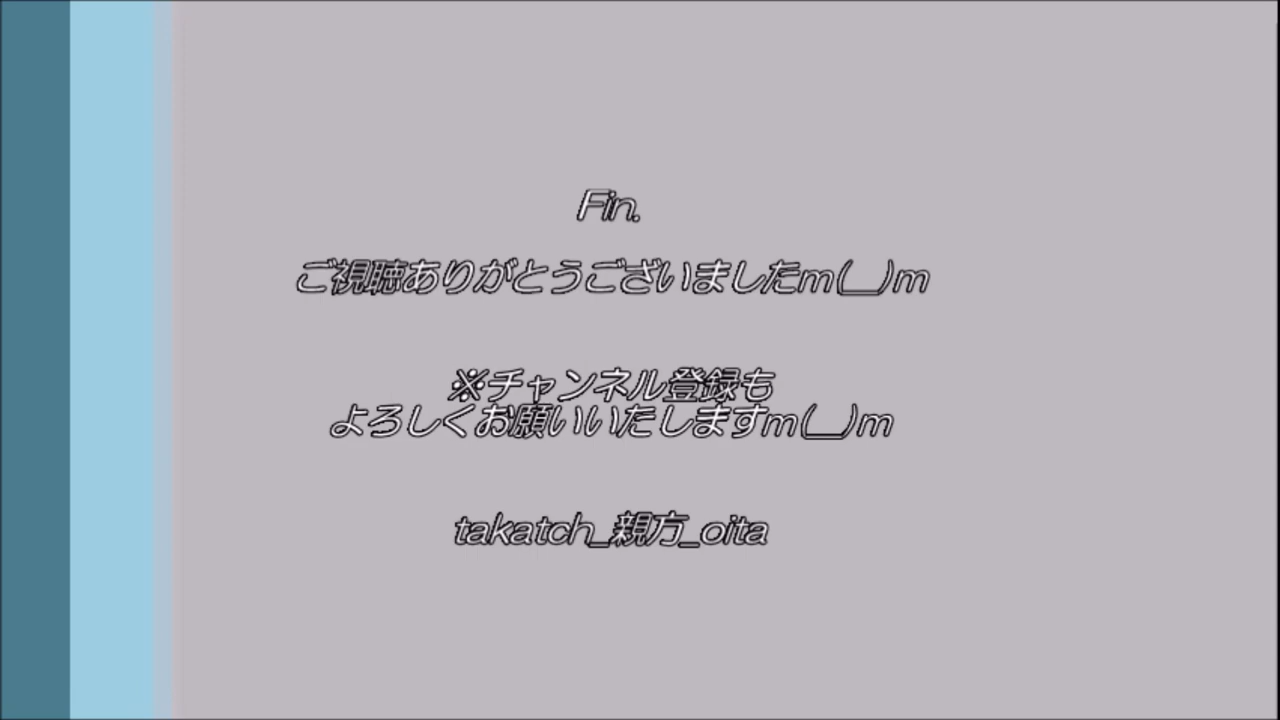 Fin.
ご視聴ありがとうございましたm(__)m
※チャンネル登録も
よろしくお願いいたしますm(__)m
takatch_親方_oita